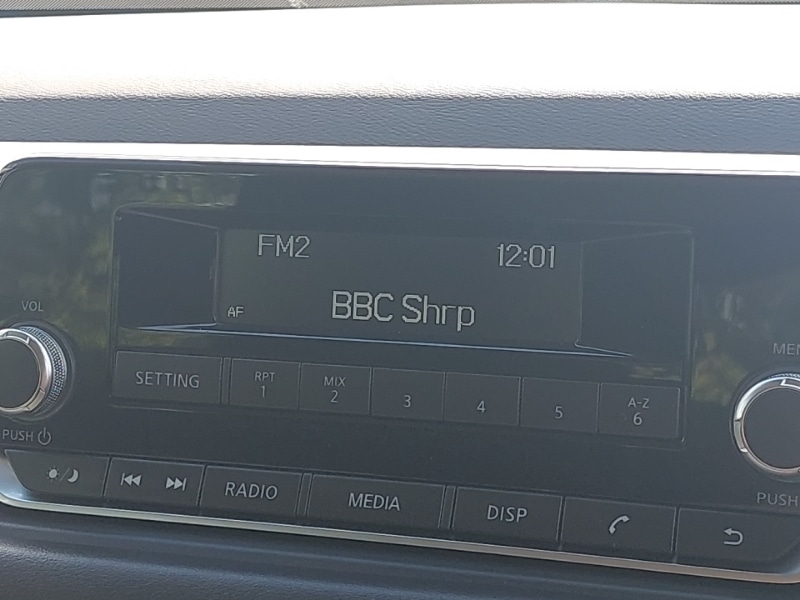 FM2 12:01
AF BBC Shrp
VOL
MEN
SETTING RPT 1 MIX 2 3 4 5 A-Z 6
PUSH
PUSH
RADIO MEDIA DISP